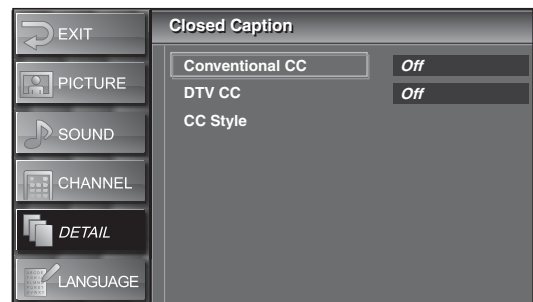 EXIT
PICTURE
SOUND
CHANNEL
DETAIL
LANGUAGE
Closed Caption
Conventional CC Off
DTV CC Off
CC Style